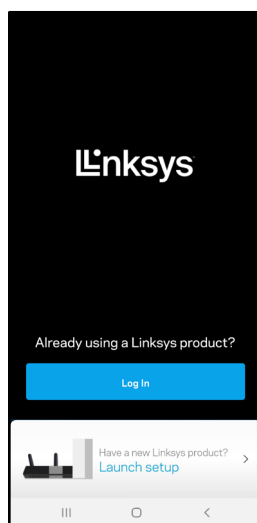 Linksys
Already using a Linksys product?
Log In
Have a new Linksys product?
Launch setup